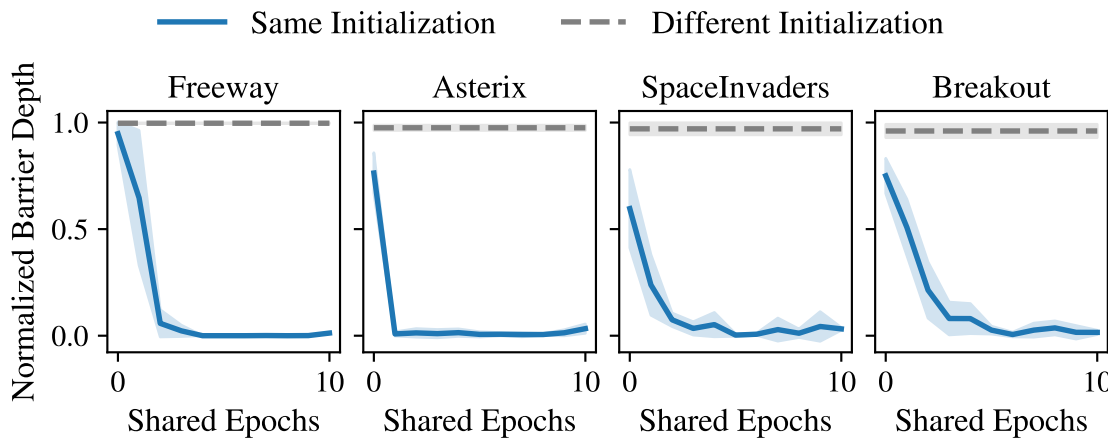 Same Initialization Different Initialization
Freeway Asterix SpaceInvaders Breakout
Normalized Barrier Depth
1.0
0.5
0.0
0 10 0 10 0 10 0 10
Shared Epochs Shared Epochs Shared Epochs Shared Epochs